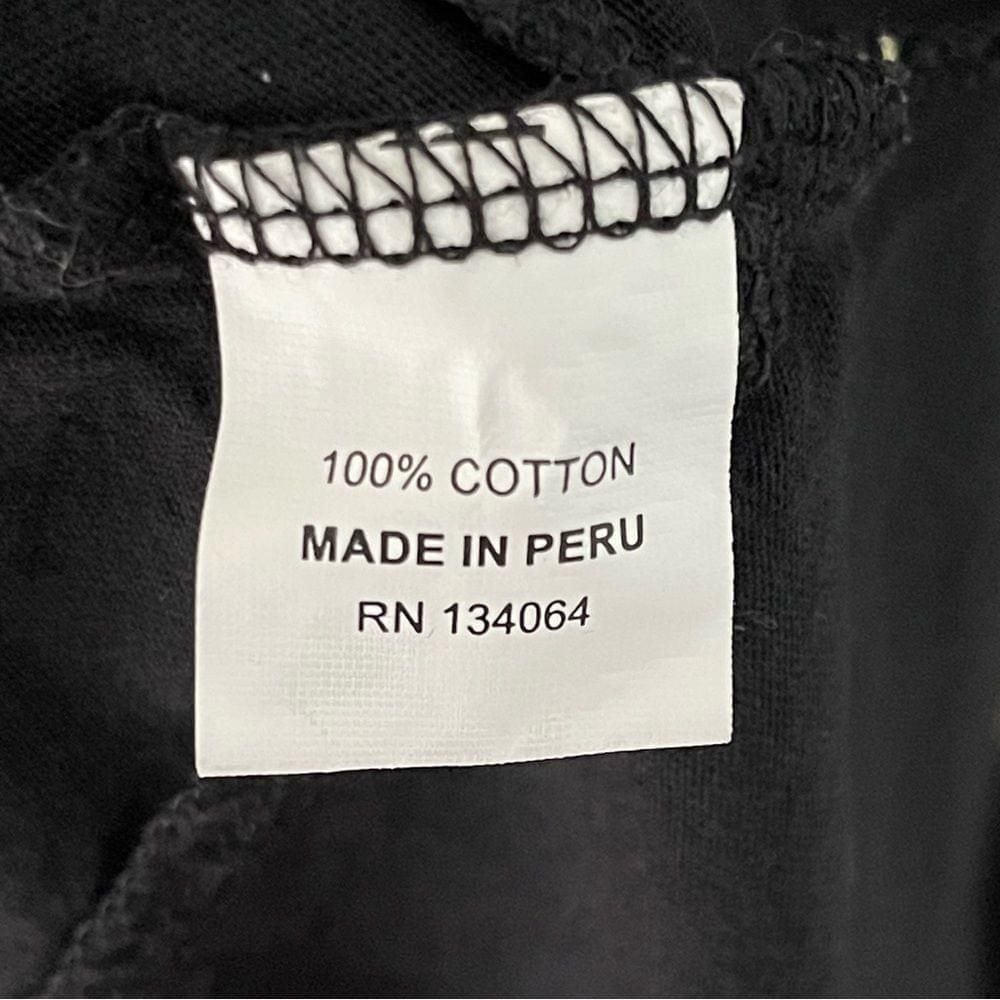 100% COTTON
MADE IN PERU
RN 134064